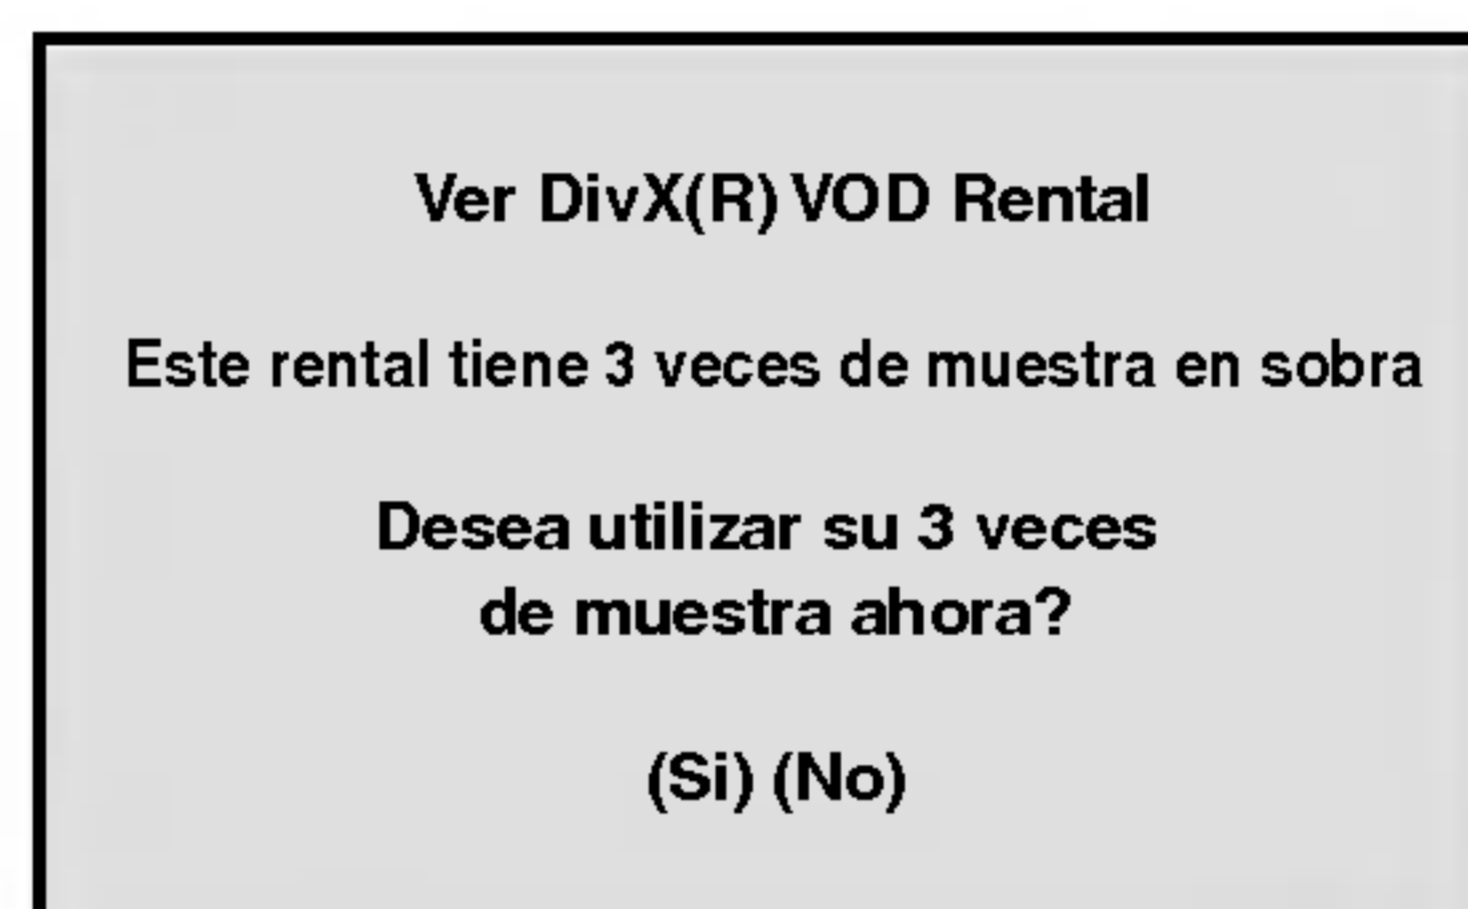 Ver DivX(R) VOD Rental
Este rental tiene 3 veces de muestra en sobra
Desea utilizar su 3 veces
de muestra ahora?
(Si) (No)